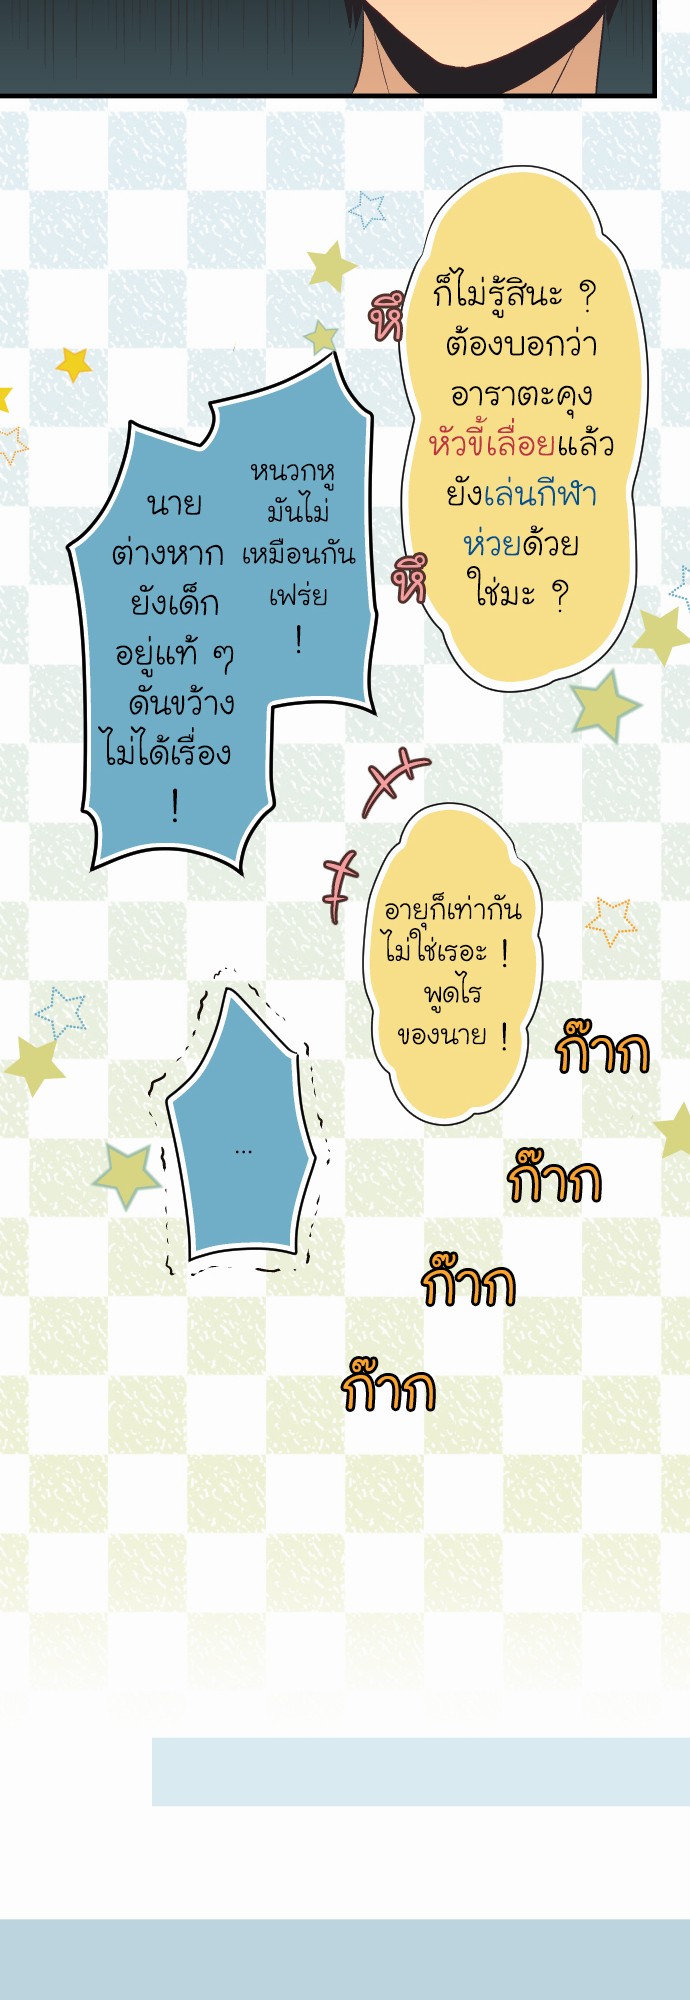 ก็ไม่รู้สินะ ?
ต้องบอกว่า
อาราตะคุง
หัวขี้เลื่อยแล้ว
ยังเล่นกีฬา
ห่วยด้วย
ใช่มะ ?
หึ
หึ
หนวกหู
มันไม่
เหมือนกัน
เฟร่ย
!
นาย
ต่างหาก
ยังเด็ก
อยู่แท้ ๆ
ดันขว้าง
ไม่ได้เรื่อง
!
อายุก็เท่ากัน
ไม่ใช่เรอะ !
พูดไร
ของนาย !
...
ก๊าก
ก๊าก
ก๊าก
ก๊าก